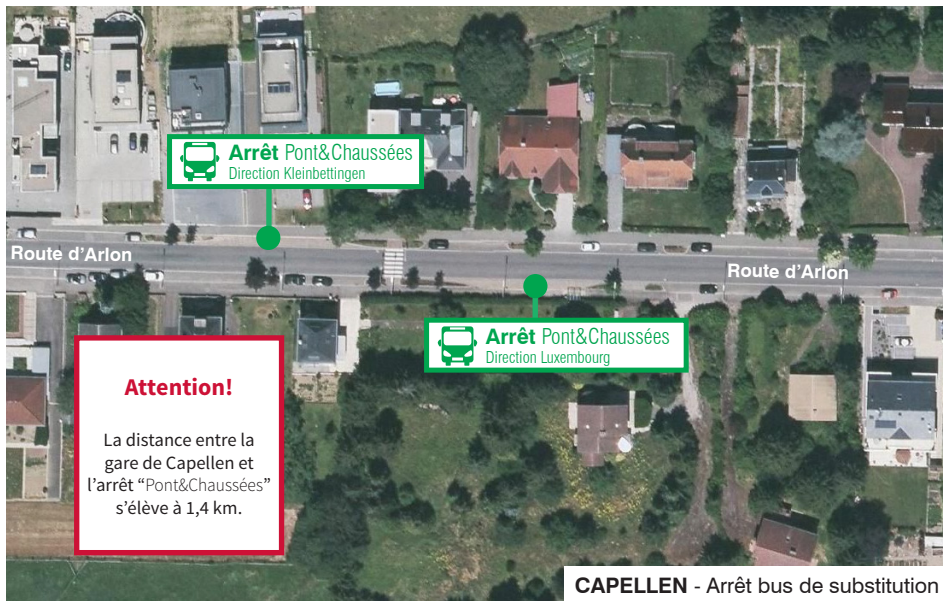 Arrêt Pont&Chaussées
Direction Kleinbettingen
Route d'Arlon
Route d'Arlon
Arrêt Pont&Chaussées
Direction Luxembourg
Attention!
La distance entre la
gare de Capellen et
l'arrêt “Pont&Chaussées”
s'élève à 1,4 km.
CAPELLEN - Arrêt bus de substitution